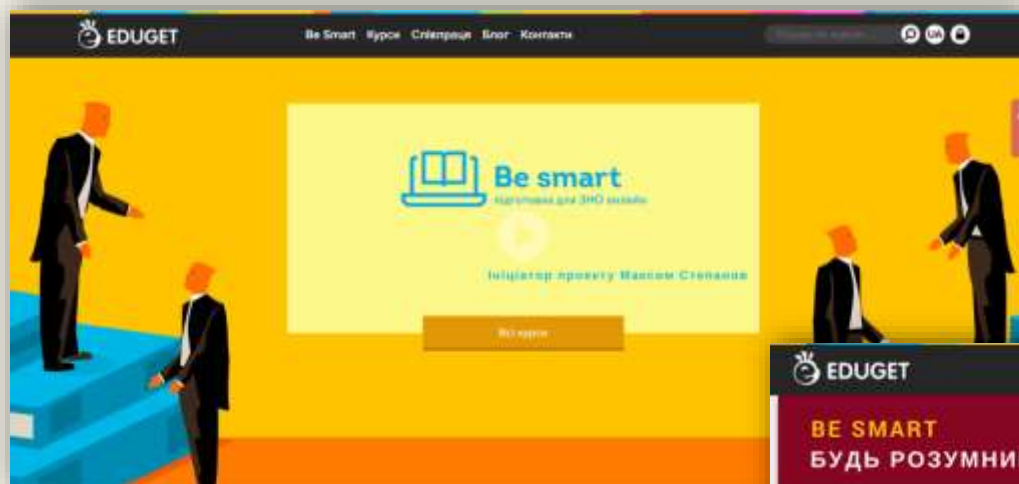 EDUGET
Be Smart Курси Співпраця Блог Контакти
UA
Be smart
підготовка для ЗНО онлайн
Ініціатор проекту Максим Степанов
Всі курси
EDUGET
BE SMART
БУДЬ РОЗУМНИ